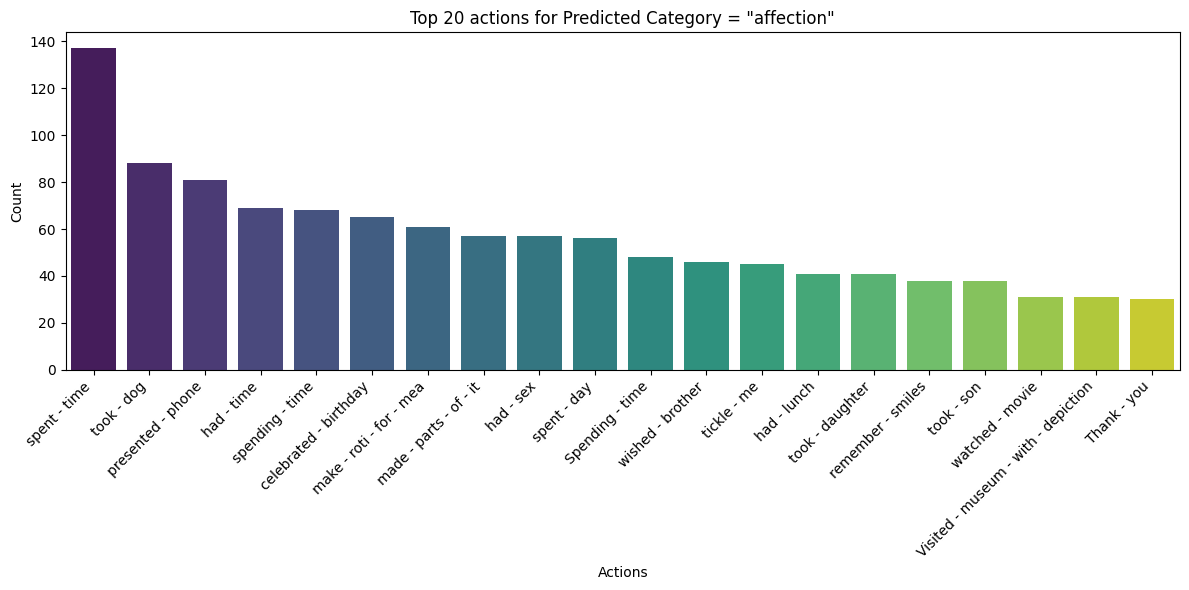 Top 20 actions for Predicted Category = "affection"
140
120
100
80
60
40
20
0
Count
spent - time
took - dog
presented - phone
had - time
spending - time
celebrated - birthday
make - roti - for - mea
made - parts - of - it
had - sex
spent - day
Spending - time
wished - brother
tickle - me
had - lunch
took - daughter
remember - smiles
took - son
watched - movie
Visited - museum - with - depiction
Thank - you
Actions